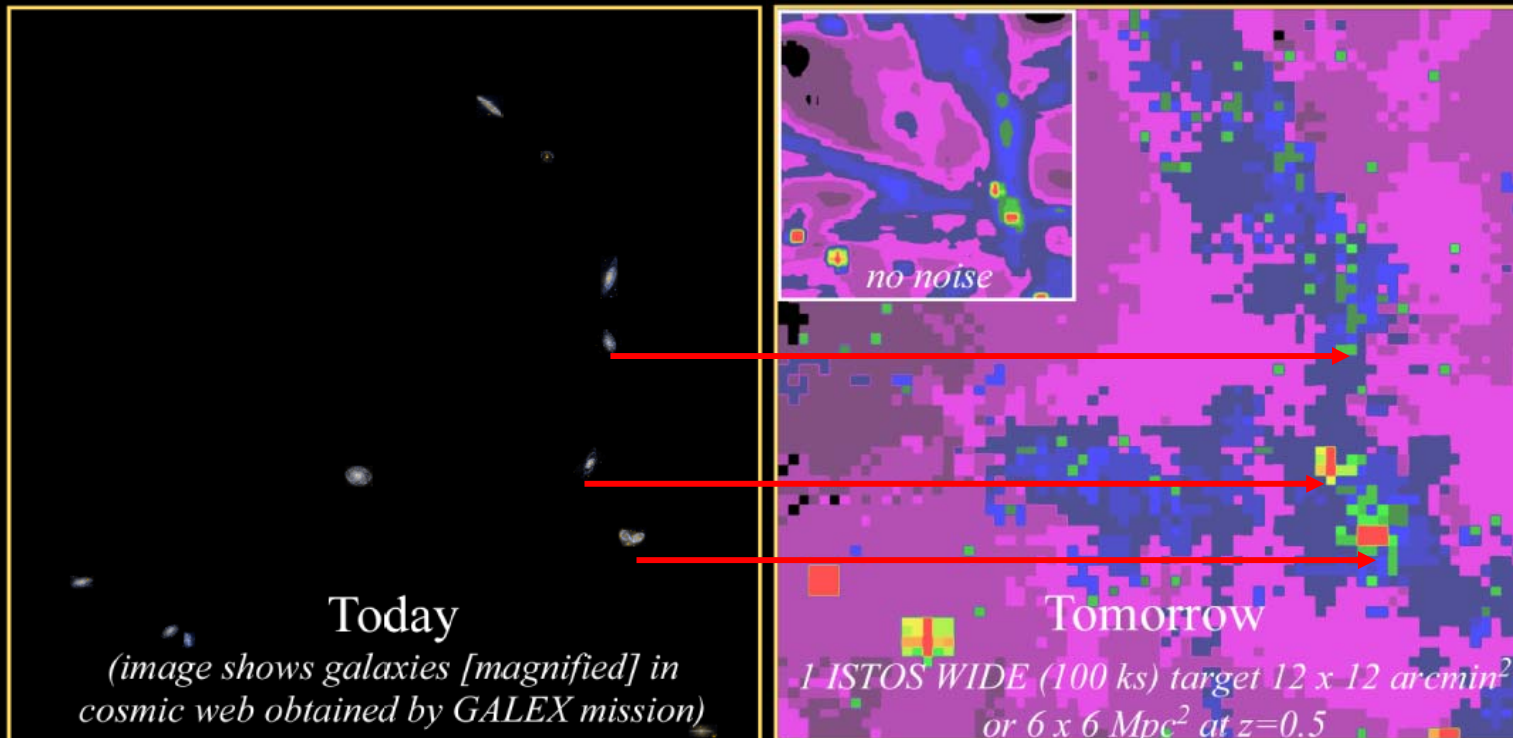 no noise
Today
(image shows galaxies [magnified] in
cosmic web obtained by GALEX mission)
Tomorrow
1 ISTOS WIDE (100 ks) target 12 x 12 arcmin²
or 6 x 6 Mpc² at z=0.5